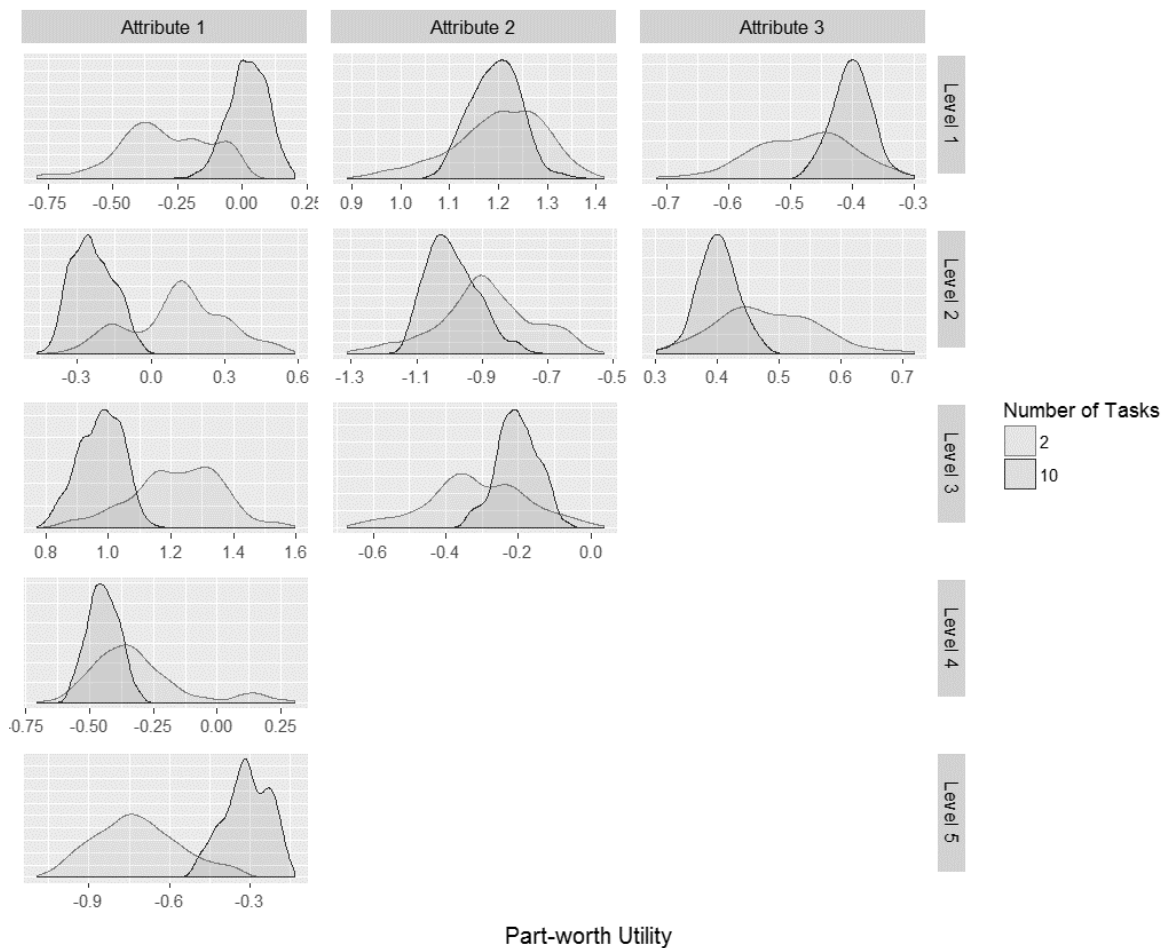 Attribute 1 Attribute 2 Attribute 3
Level 1
-0.75 -0.50 -0.25 0.00 0.25
0.9 1.0 1.1 1.2 1.3 1.4
-0.7 -0.6 -0.5 -0.4 -0.3
Level 2
-0.3 0.0 0.3 0.6
-1.3 -1.1 -0.9 -0.7 -0.5
0.3 0.4 0.5 0.6 0.7
Level 3
0.8 1.0 1.2 1.4 1.6
-0.6 -0.4 -0.2 0.0
Number of Tasks
2
10
Level 4
-0.75 -0.50 -0.25 0.00 0.25
Level 5
-0.9 -0.6 -0.3
Part-worth Utility